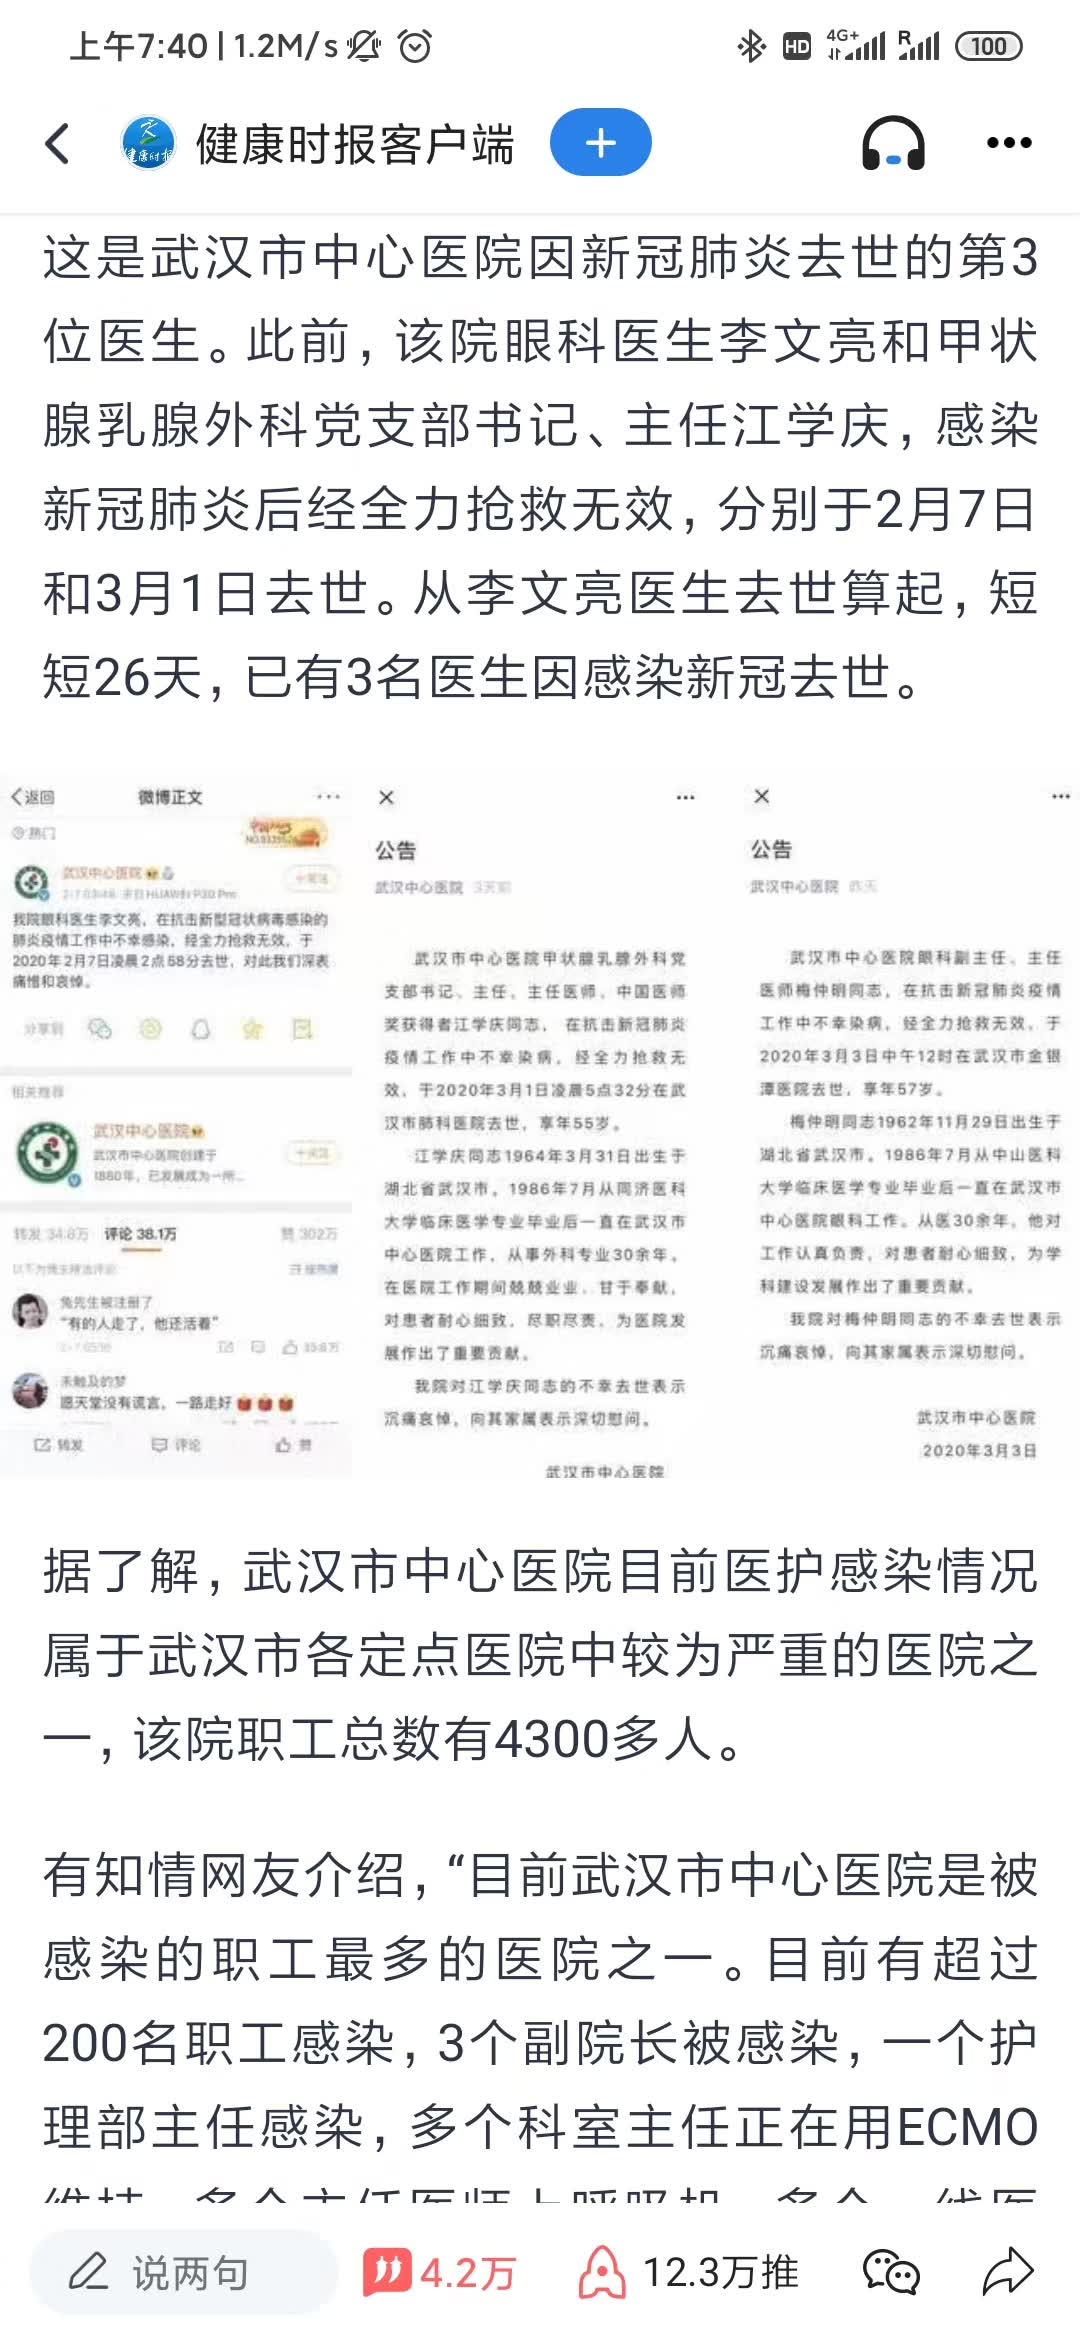 上午7:40 | 1.2M/s
HD 4G+ R 100
健康时报
健康时报客户端
这是武汉市中心医院因新冠肺炎去世的第3
位医生。此前，该院眼科医生李文亮和甲状
腺乳腺外科党支部书记、主任江学庆，感染
新冠肺炎后经全力抢救无效，分别于2月7日
和3月1日去世。从李文亮医生去世算起，短
短26天，已有3名医生因感染新冠去世。
返回 微博正文
热门
武汉中心医院
来自HUAWEI P30 Pro
+关注
我院眼科医生李文亮，在抗击新型冠状病毒感染的
肺炎疫情工作中不幸感染，经全力抢救无效，于
2020年2月7日凌晨2点58分去世，对此我们深表
痛惜和哀悼。
分享到
相关推荐
武汉中心医院
武汉市中心医院创建于
1880年，已发展成为一所...
+关注
转发 34.8万 评论 38.1万 赞 302万
兔先生被注册了
“有的人走了，他还活着”
未触及的梦
愿天堂没有谎言，一路走好
转发 评论 赞
公告
武汉中心医院 3天前
武汉市中心医院甲状腺乳腺外科党
支部书记、主任、主任医师，中国医师
奖获得者江学庆同志，在抗击新冠肺炎
疫情工作中不幸染病，经全力抢救无
效，于2020年3月1日凌晨5点32分在武
汉市肺科医院去世，享年55岁。
江学庆同志1964年3月31日出生于
湖北省武汉市。1986年7月从同济医科
大学临床医学专业毕业后一直在武汉市
中心医院工作，从事外科专业30余年。
在医院工作期间兢兢业业、甘于奉献，
对患者耐心细致，尽职尽责，为医院发
展作出了重要贡献。
我院对江学庆同志的不幸去世表示
沉痛哀悼，向其家属表示深切慰问。
武汉市中心医院
公告
武汉中心医院 昨天
武汉市中心医院眼科副主任、主任
医师梅仲明同志，在抗击新冠肺炎疫情
工作中不幸染病，经全力抢救无效，于
2020年3月3日中午12时在武汉市金银
潭医院去世，享年57岁。
梅仲明同志1962年11月29日出生于
湖北省武汉市。1986年7月从中山医科
大学临床医学专业毕业后一直在武汉市
中心医院眼科工作。从医30余年，他对
工作认真负责，对患者耐心细致，为学
科建设发展作出了重要贡献。
我院对梅仲明同志的不幸去世表示
沉痛哀悼，向其家属表示深切慰问。
武汉市中心医院
2020年3月3日
据了解，武汉市中心医院目前医护感染情况
属于武汉市各定点医院中较为严重的医院之
一，该院职工总数有4300多人。
有知情网友介绍，“目前武汉市中心医院是被
感染的职工最多的医院之一。目前有超过
200名职工感染，3个副院长被感染，一个护
理部主任感染，多个科室主任正在用ECMO
维持，多个主任医师上呼吸机，多个一线医
说两句 4.2万 12.3万推